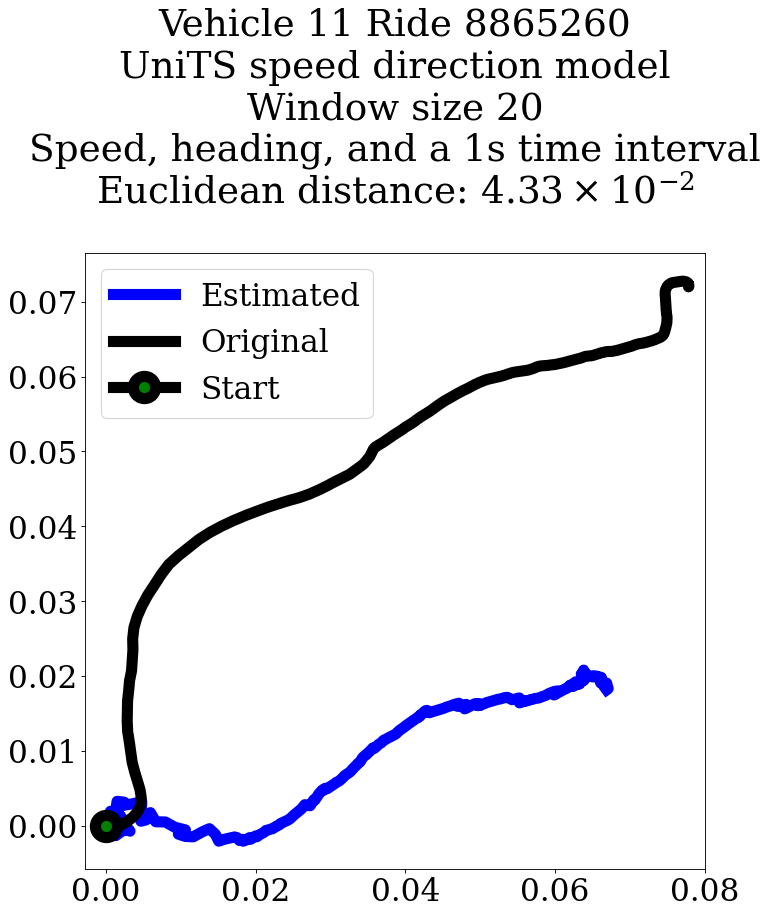 Vehicle 11 Ride 8865260
UniTS speed direction model
Window size 20
Speed, heading, and a 1s time interval
Euclidean distance: 4.33 × 10⁻²
Estimated
Original
Start
0.07
0.06
0.05
0.04
0.03
0.02
0.01
0.00
0.00 0.02 0.04 0.06 0.08